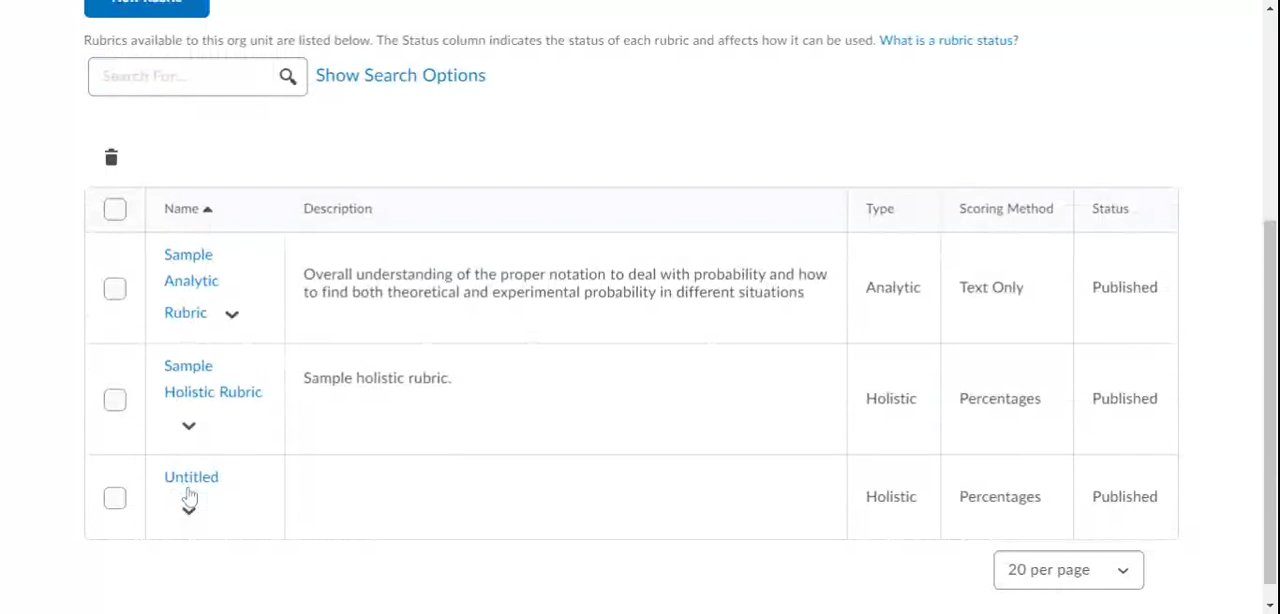 New Rubric
Rubrics available to this org unit are listed below. The Status column indicates the status of each rubric and affects how it can be used. What is a rubric status?
Search For...
Show Search Options
Name Description Type Scoring Method Status
Sample
Analytic
Rubric
Overall understanding of the proper notation to deal with probability and how
to find both theoretical and experimental probability in different situations
Analytic Text Only Published
Sample
Holistic Rubric
Sample holistic rubric.
Holistic Percentages Published
Untitled
Holistic Percentages Published
20 per page